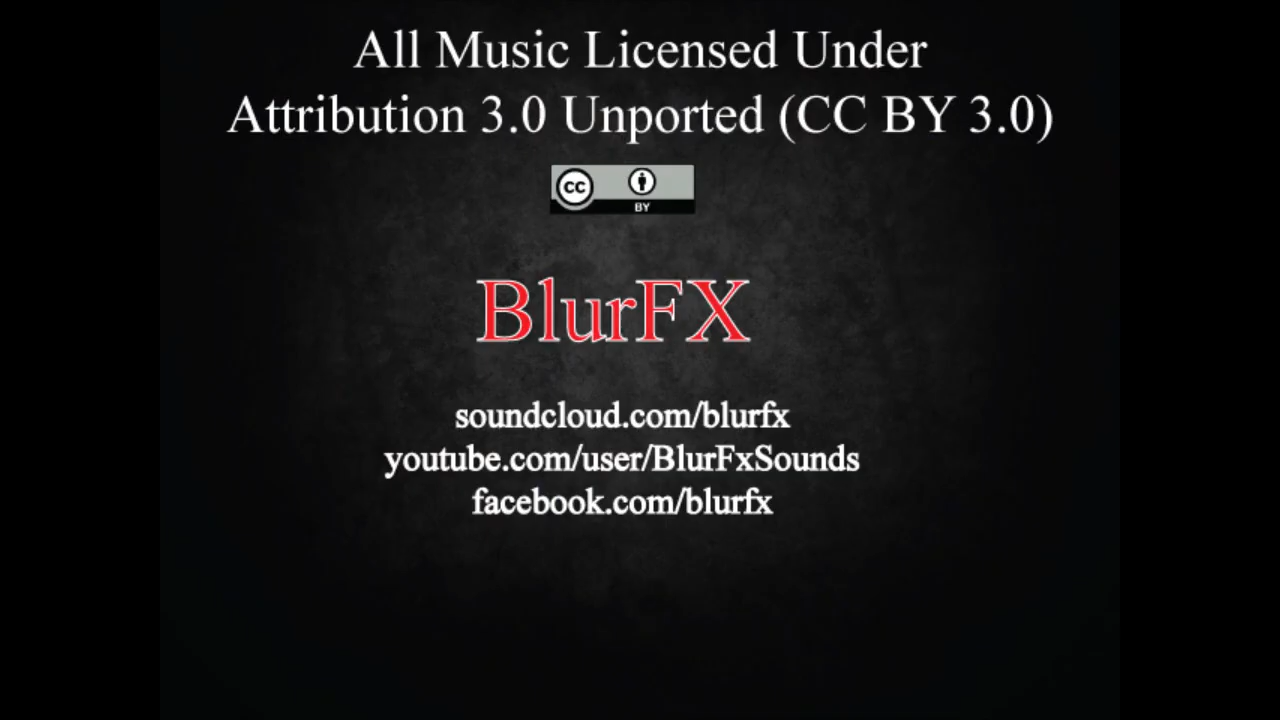 All Music Licensed Under
Attribution 3.0 Unported (CC BY 3.0)
CC
BY
BlurFX
soundcloud.com/blurfx
youtube.com/user/BlurFxSounds
facebook.com/blurfx